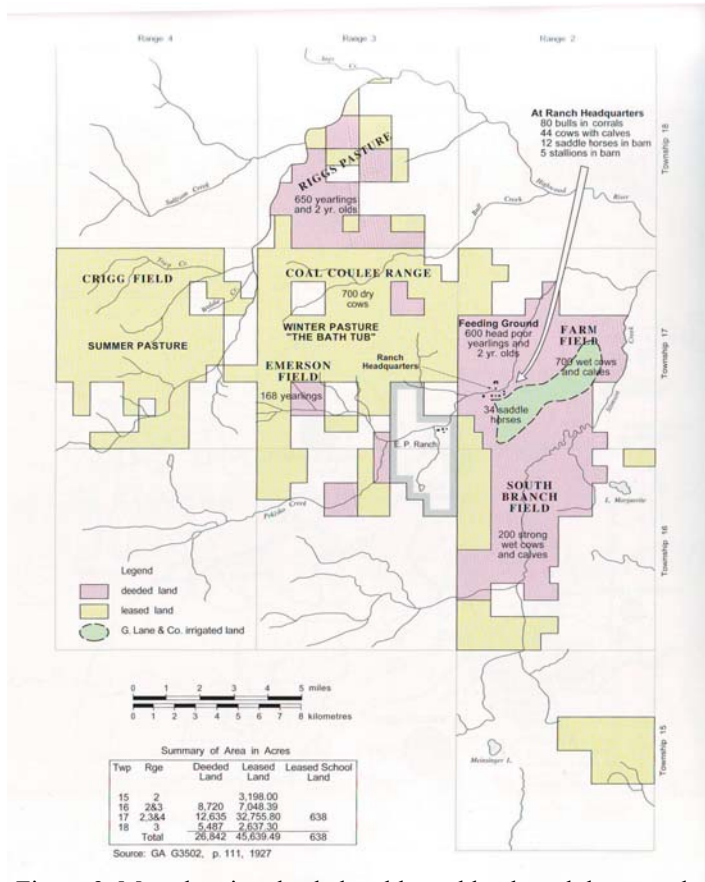 Range 4
Range 3
Range 2
Township 18
Township 17
Township 16
Township 15
At Ranch Headquarters
80 bulls in corrals
44 cows with calves
12 saddle horses in barn
5 stallions in barn
Sullivan Creek
Highwood
River
Bull
Creek
RIGGS PASTURE
650 yearlings
and 2 yr. olds
CRIGG FIELD
SUMMER PASTURE
COAL COULEE RANGE
700 dry
cows
WINTER PASTURE
"THE BATH TUB"
Feeding Ground
600 head poor
yearlings and
2 yr. olds
FARM
FIELD
700 wet cows
and calves
Creek
Ranch
Headquarters
EMERSON
FIELD
168 yearlings
34 saddle
horses
E. P. Ranch
Pekisko Creek
SOUTH
BRANCH
FIELD
200 strong
wet cows
and calves
L. Marguerite
Legend
deeded land
leased land
G. Lane & Co. irrigated land
0 1 2 3 4 5 miles
0 1 2 3 4 5 6 7 8 kilometres
Meinsinger L.
Summary of Area in Acres
Twp Rge Deeded Land Leased Land Leased School Land
15 2 3,198.00
16 2&3 8,720 7,048.39
17 2,3&4 12,635 32,755.80 638
18 3 5,487 2,637.30
Total 26,842 45,639.49 638
Source: GA G3502, p. 111, 1927